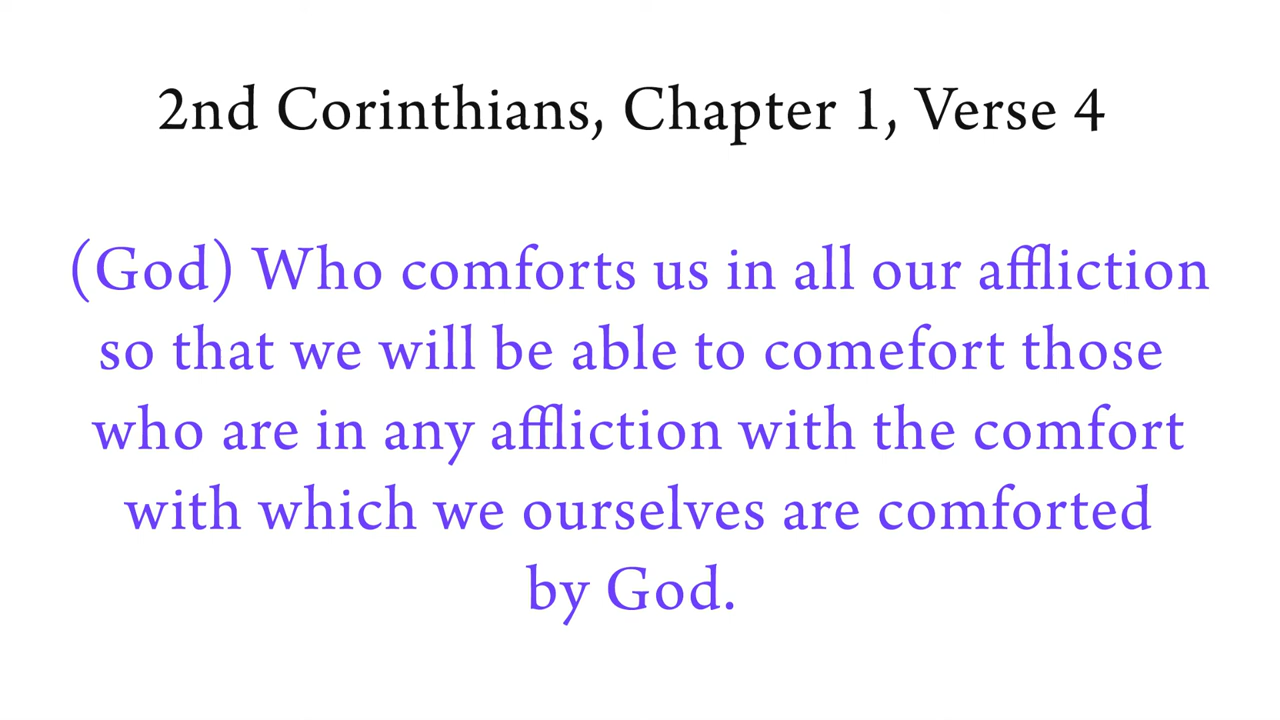 2nd Corinthians, Chapter 1, Verse 4
(God) Who comforts us in all our affliction
so that we will be able to comefort those
who are in any affliction with the comfort
with which we ourselves are comforted
by God.